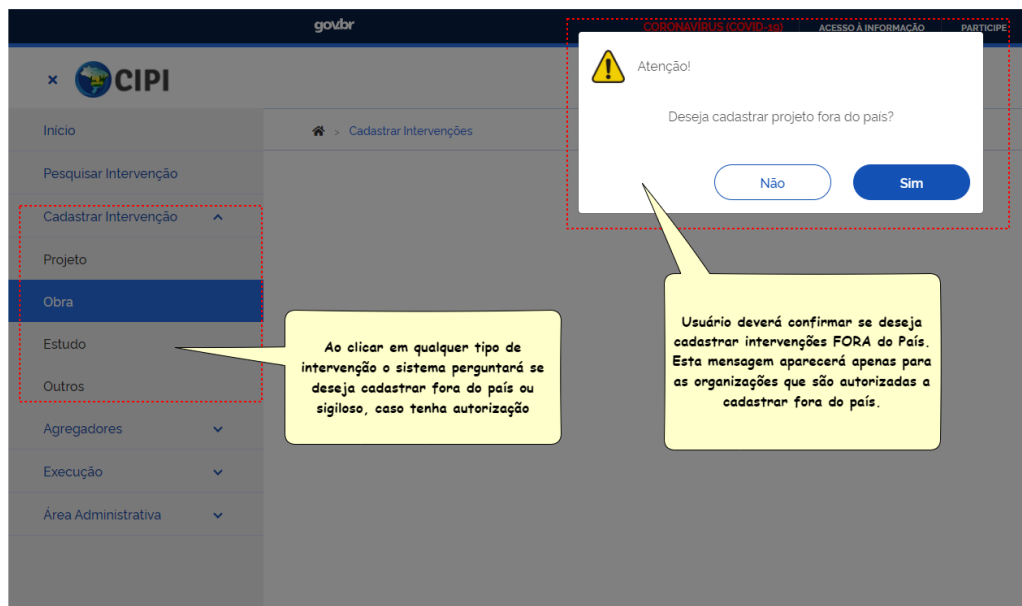 gov.br
CORONAVÍRUS (COVID-19)
ACESSO À INFORMAÇÃO
PARTICIPE
×
CIPI
Atenção!
Deseja cadastrar projeto fora do país?
Não
Sim
Início
> Cadastrar Intervenções
Pesquisar Intervenção
Cadastrar Intervenção
Projeto
Obra
Estudo
Outros
Agregadores
Execução
Área Administrativa
Ao clicar em qualquer tipo de
intervenção o sistema perguntará se
deseja cadastrar fora do país ou
sigiloso, caso tenha autorização
Usuário deverá confirmar se deseja
cadastrar intervenções FORA do País.
Esta mensagem aparecerá apenas para
as organizações que são autorizadas a
cadastrar fora do país.